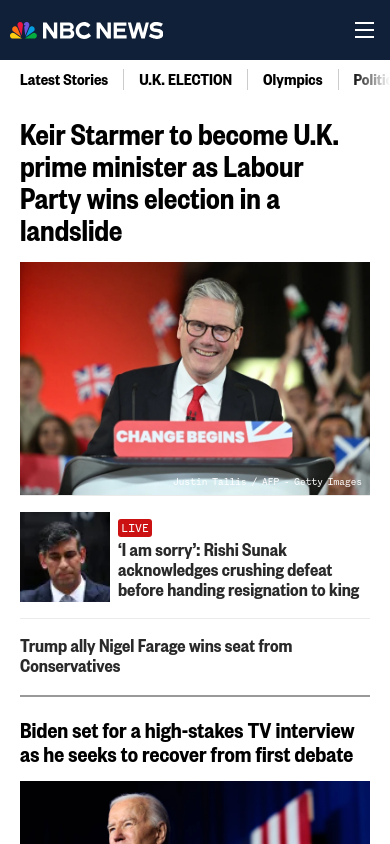 NBC NEWS
Latest Stories
U.K. ELECTION
Olympics
Keir Starmer to become U.K.
prime minister as Labour
Party wins election in a
landslide
CHANGE BEGINS
Justin Tallis / AFP - Getty Images
LIVE
‘I am sorry’: Rishi Sunak
acknowledges crushing defeat
before handing resignation to king
Trump ally Nigel Farage wins seat from
Conservatives
Biden set for a high-stakes TV interview
as he seeks to recover from first debate